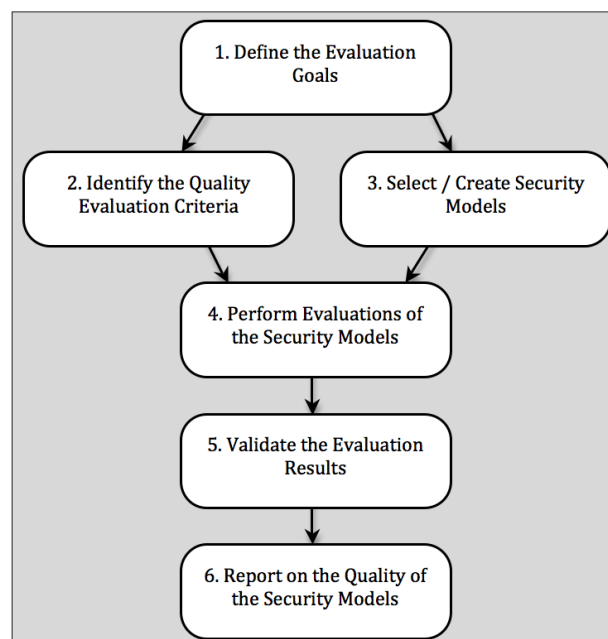 1. Define the Evaluation
Goals
2. Identify the Quality
Evaluation Criteria
3. Select / Create Security
Models
4. Perform Evaluations of
the Security Models
5. Validate the Evaluation
Results
6. Report on the Quality of
the Security Models